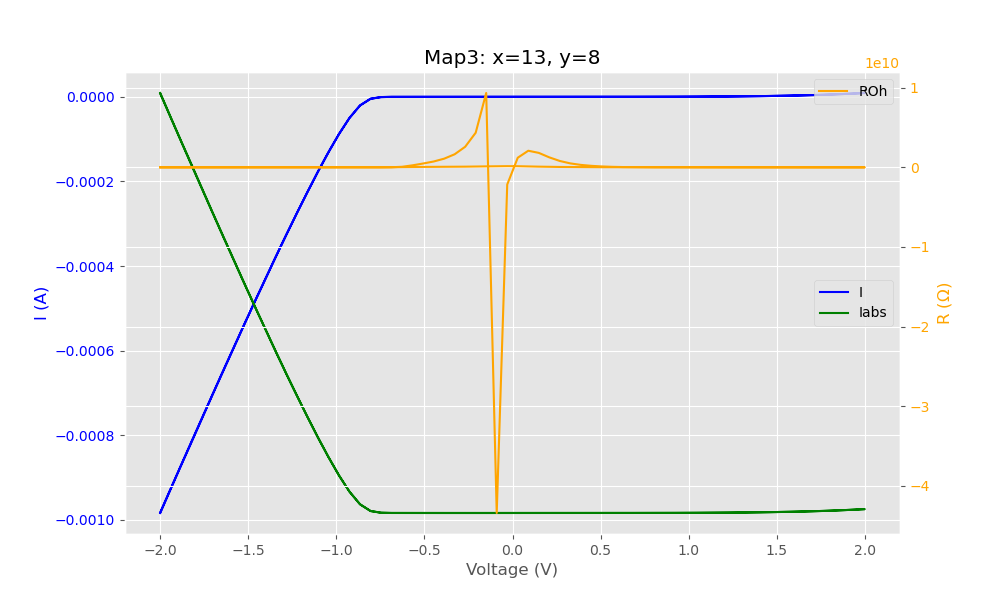 Map3: x=13, y=8
1e10
0.0000
−0.0002
−0.0004
−0.0006
−0.0008
−0.0010
I (A)
1
0
−1
−2
−3
−4
R (Ω)
ROh
I
Iabs
−2.0 −1.5 −1.0 −0.5 0.0 0.5 1.0 1.5 2.0
Voltage (V)